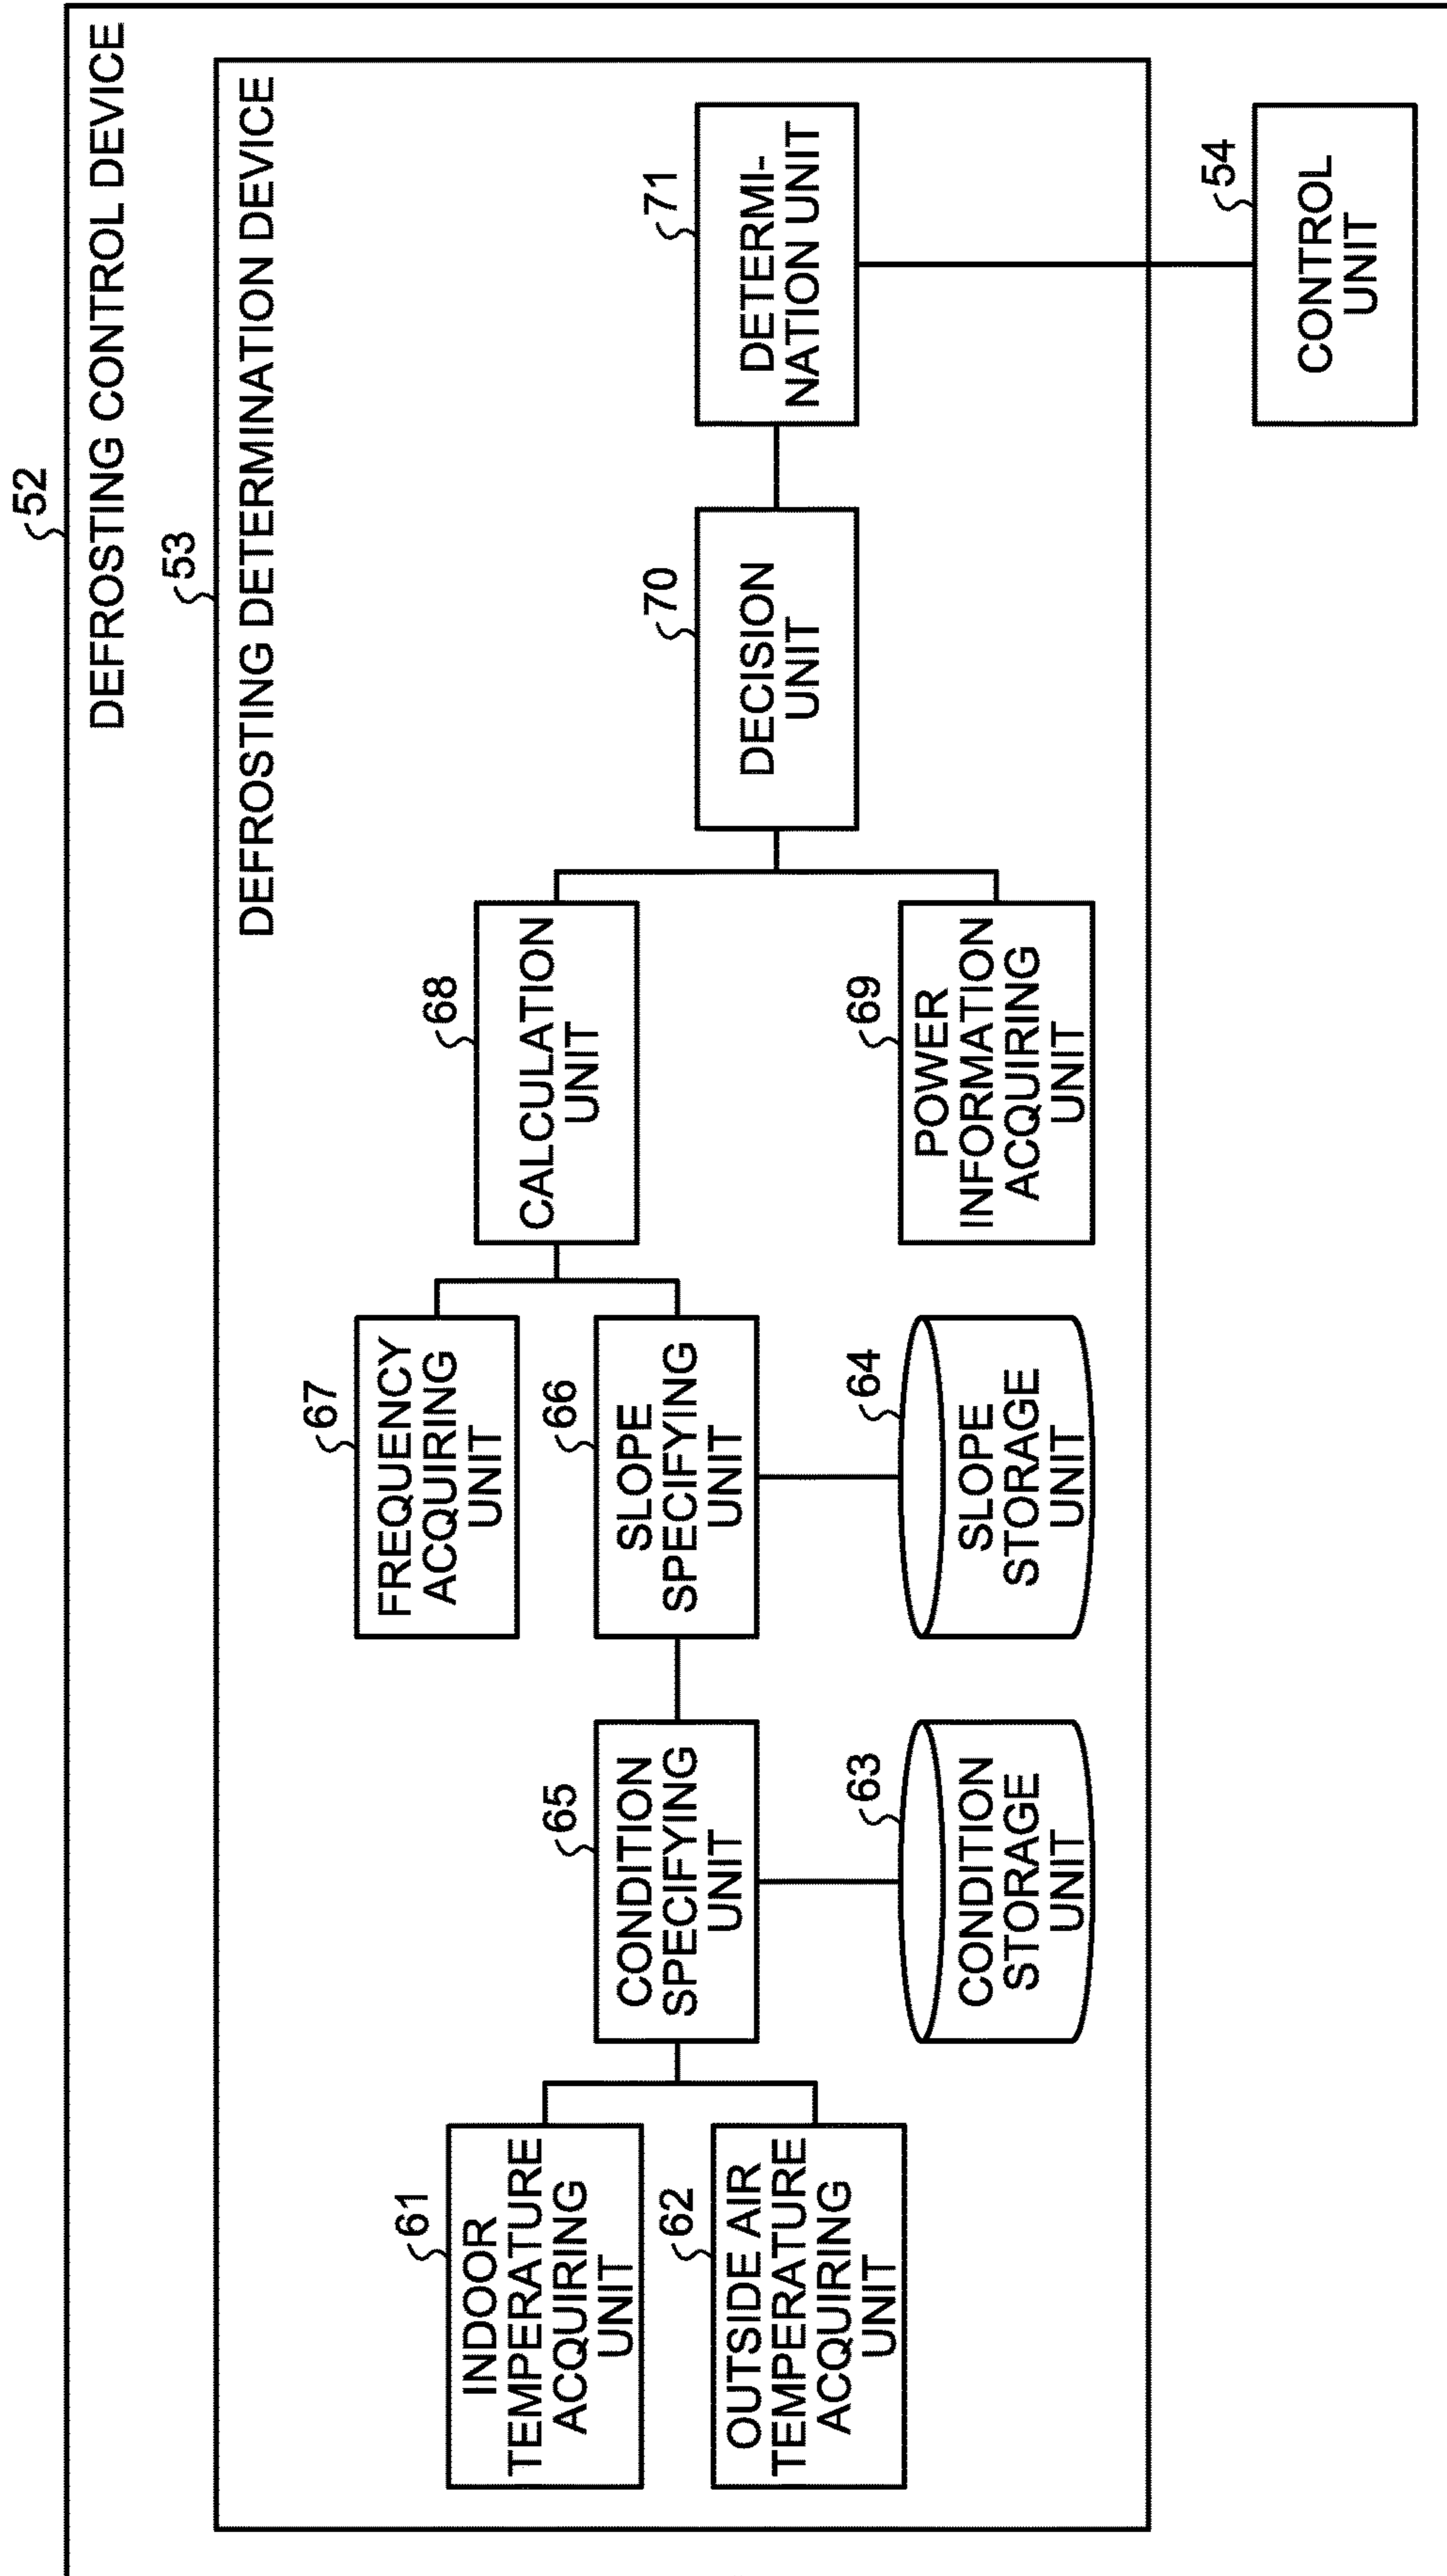 52
DEFROSTING CONTROL DEVICE
53
DEFROSTING DETERMINATION DEVICE
61
INDOOR
TEMPERATURE
ACQUIRING
UNIT
62
OUTSIDE AIR
TEMPERATURE
ACQUIRING
UNIT
65
CONDITION
SPECIFYING
UNIT
63
CONDITION
STORAGE
UNIT
67
FREQUENCY
ACQUIRING
UNIT
66
SLOPE
SPECIFYING
UNIT
64
SLOPE
STORAGE
UNIT
68
CALCULATION
UNIT
69
POWER
INFORMATION
ACQUIRING
UNIT
70
DECISION
UNIT
71
DETERMI-
NATION UNIT
54
CONTROL
UNIT